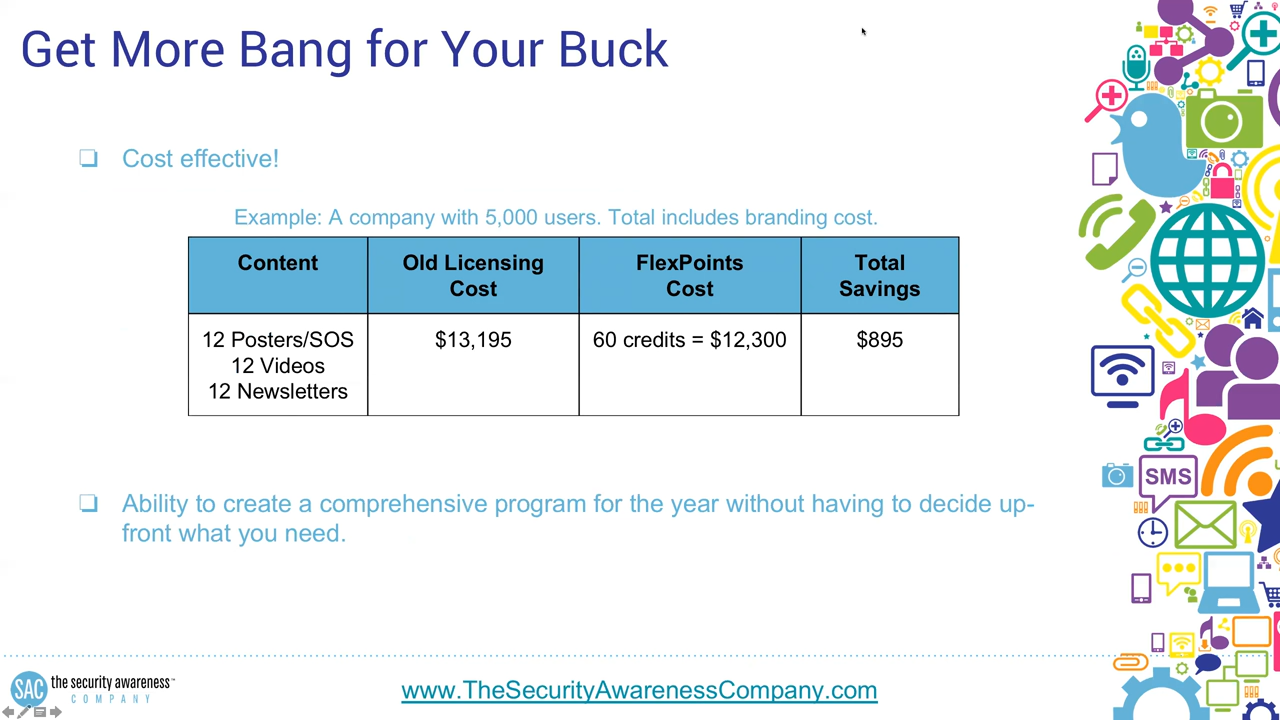 Get More Bang for Your Buck
❏ Cost effective!
Example: A company with 5,000 users. Total includes branding cost.
Content
Old Licensing
Cost
FlexPoints
Cost
Total
Savings
12 Posters/SOS
12 Videos
12 Newsletters
$13,195
60 credits = $12,300
$895
❏ Ability to create a comprehensive program for the year without having to decide up-
front what you need.
SMS
SAC the security awareness™
COMPANY
www.TheSecurityAwarenessCompany.com